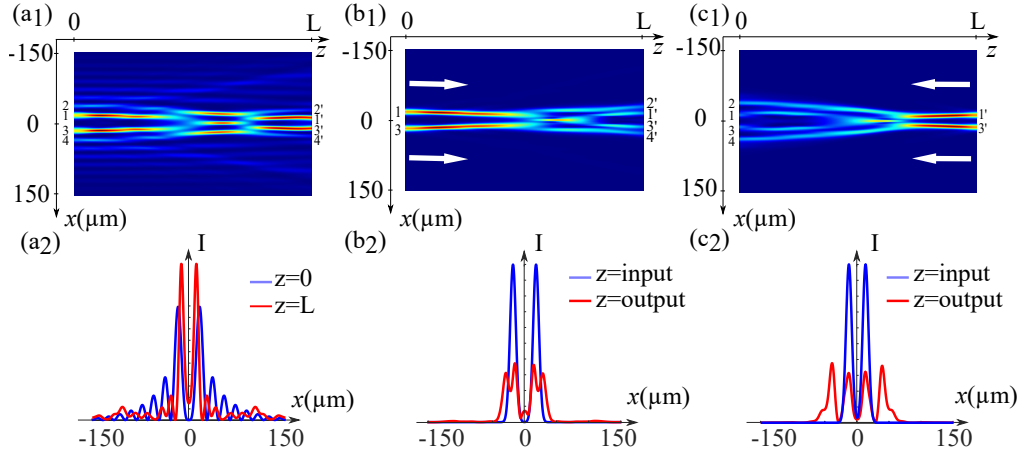 (a1)
0
L
z
-150
0
150
2
1
3
4
2'
1'
3'
4'
x(µm)
(b1)
0
L
z
-150
0
150
1
3
2'
1'
3'
4'
x(µm)
(c1)
0
L
z
-150
0
150
2
1
3
4
1'
3'
x(µm)
(a2)
I
z=0
z=L
x(µm)
-150
0
150
(b2)
I
z=input
z=output
x(µm)
-150
0
150
(c2)
I
z=input
z=output
x(µm)
-150
0
150